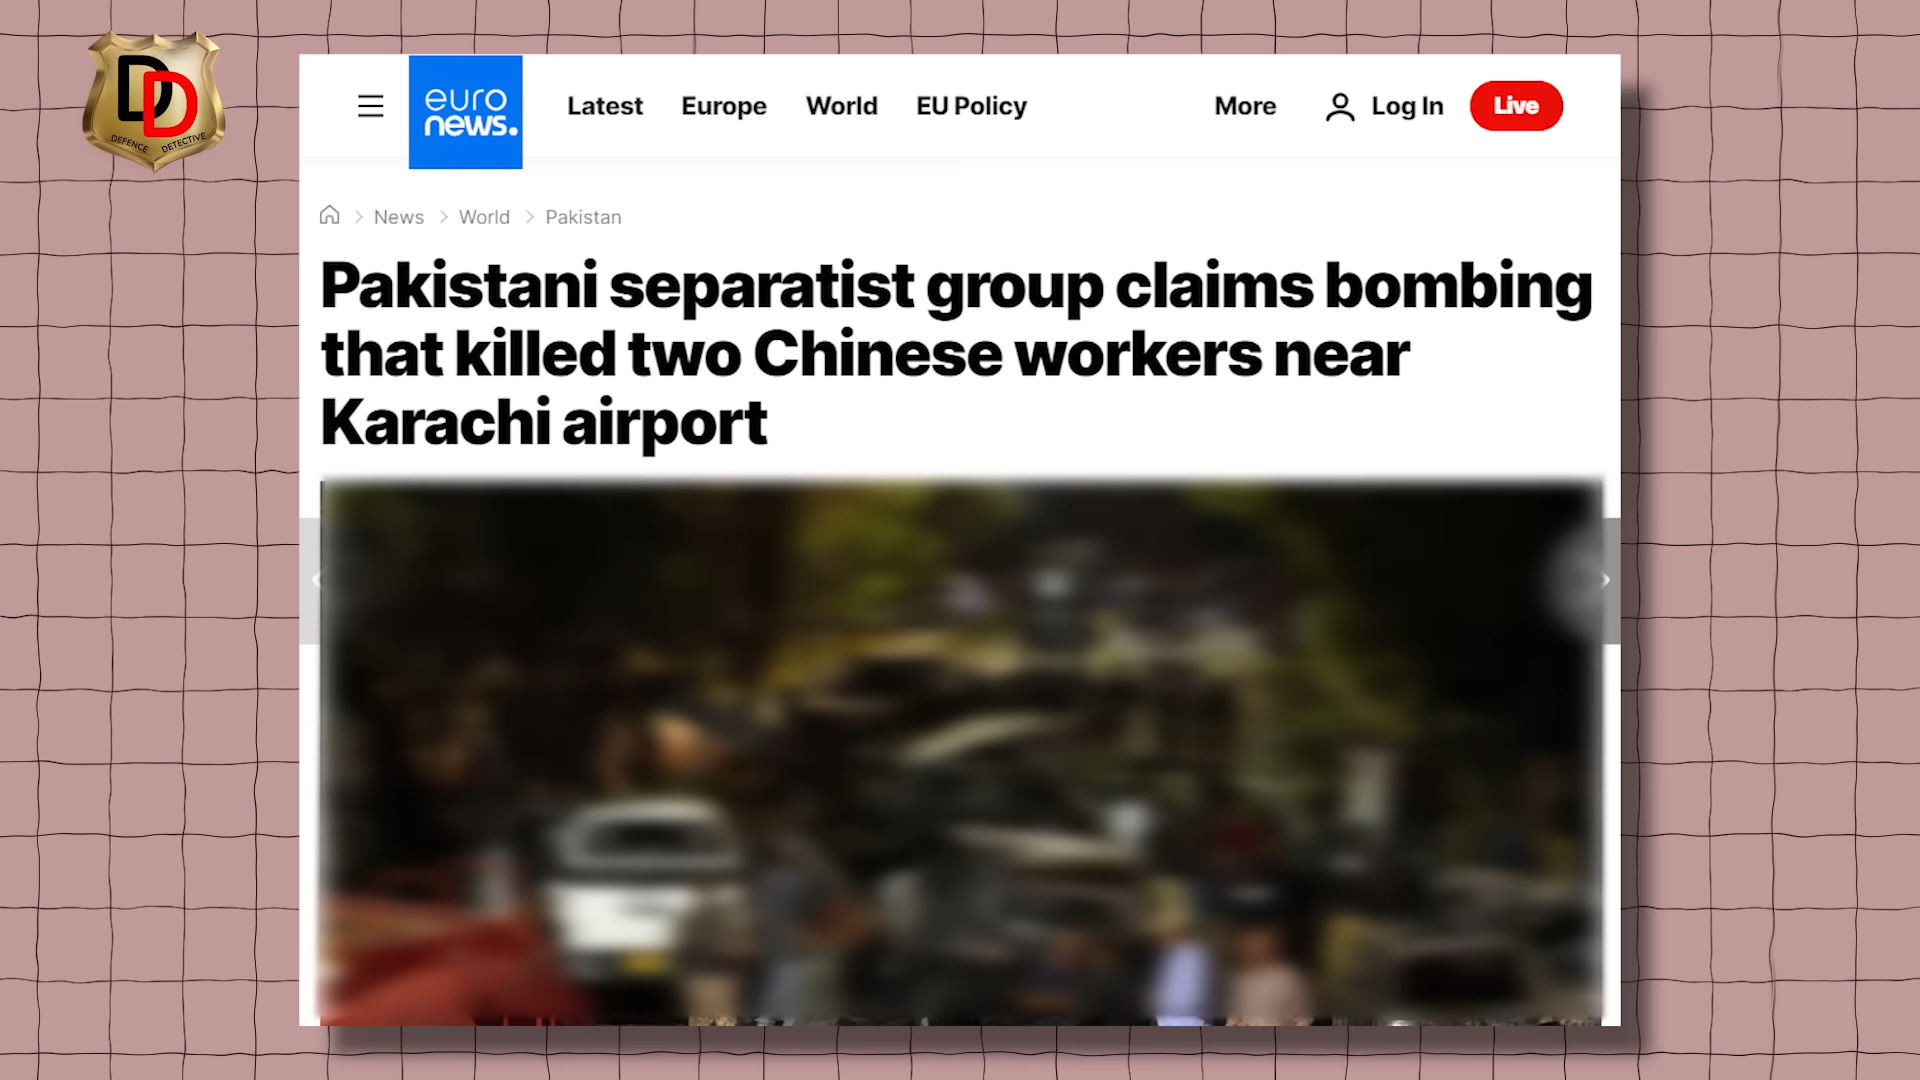 DD
DEFENCE DETECTIVE
euro
news.
Latest Europe World EU Policy More Log In Live
News World Pakistan
Pakistani separatist group claims bombing
that killed two Chinese workers near
Karachi airport